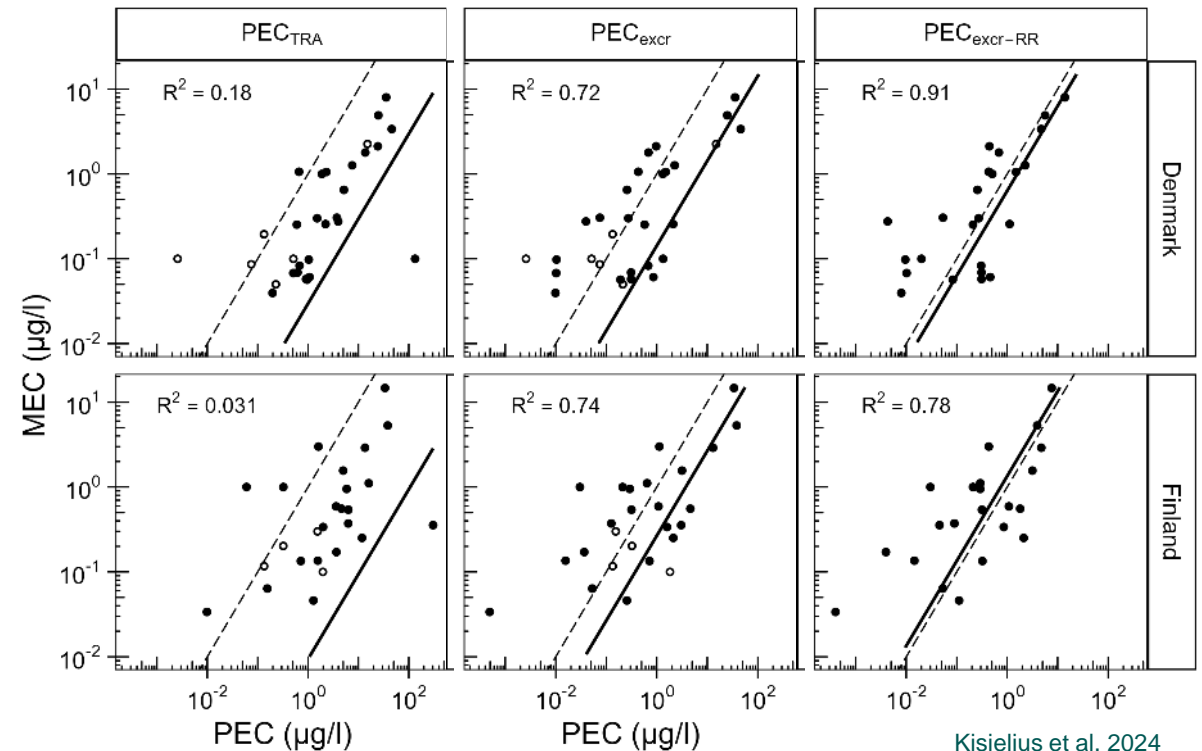 PEC_TRA PEC_excr PEC_excr−RR
R² = 0.18 R² = 0.72 R² = 0.91
10¹
10⁰
10⁻¹
10⁻²
Denmark
MEC (µg/l)
R² = 0.031 R² = 0.74 R² = 0.78
10¹
10⁰
10⁻¹
10⁻²
Finland
10⁻² 10⁰ 10² 10⁻² 10⁰ 10² 10⁻² 10⁰ 10²
PEC (µg/l) PEC (µg/l)
Kisielius et al. 2024